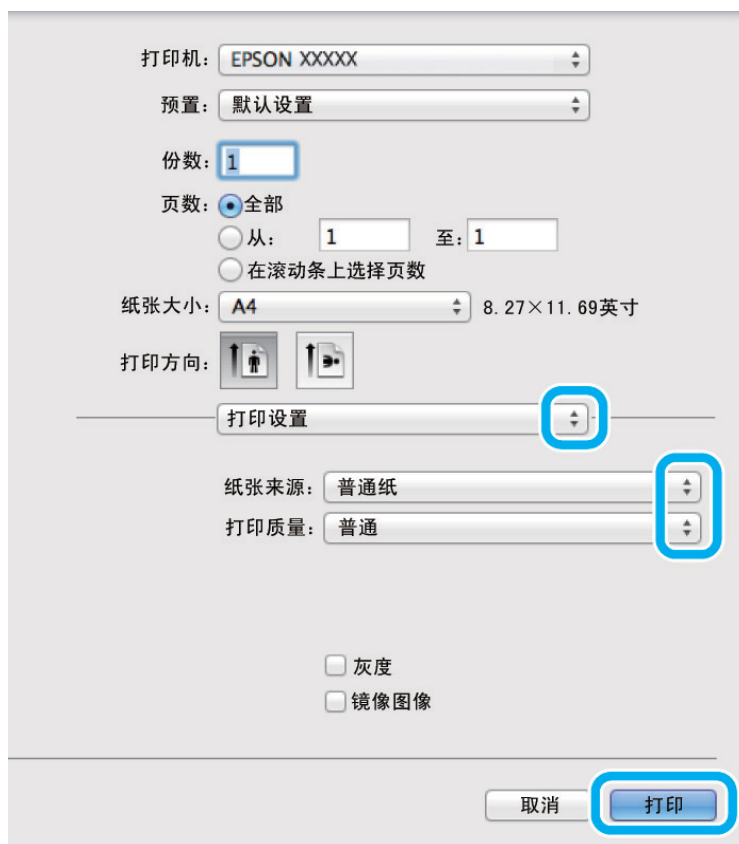 打印机: EPSON XXXXX
预置: 默认设置
份数: 1
页数: 全部
从: 1 至: 1
在滚动条上选择页数
纸张大小: A4 8.27×11.69英寸
打印方向:
打印设置
纸张来源: 普通纸
打印质量: 普通
灰度
镜像图像
取消 打印